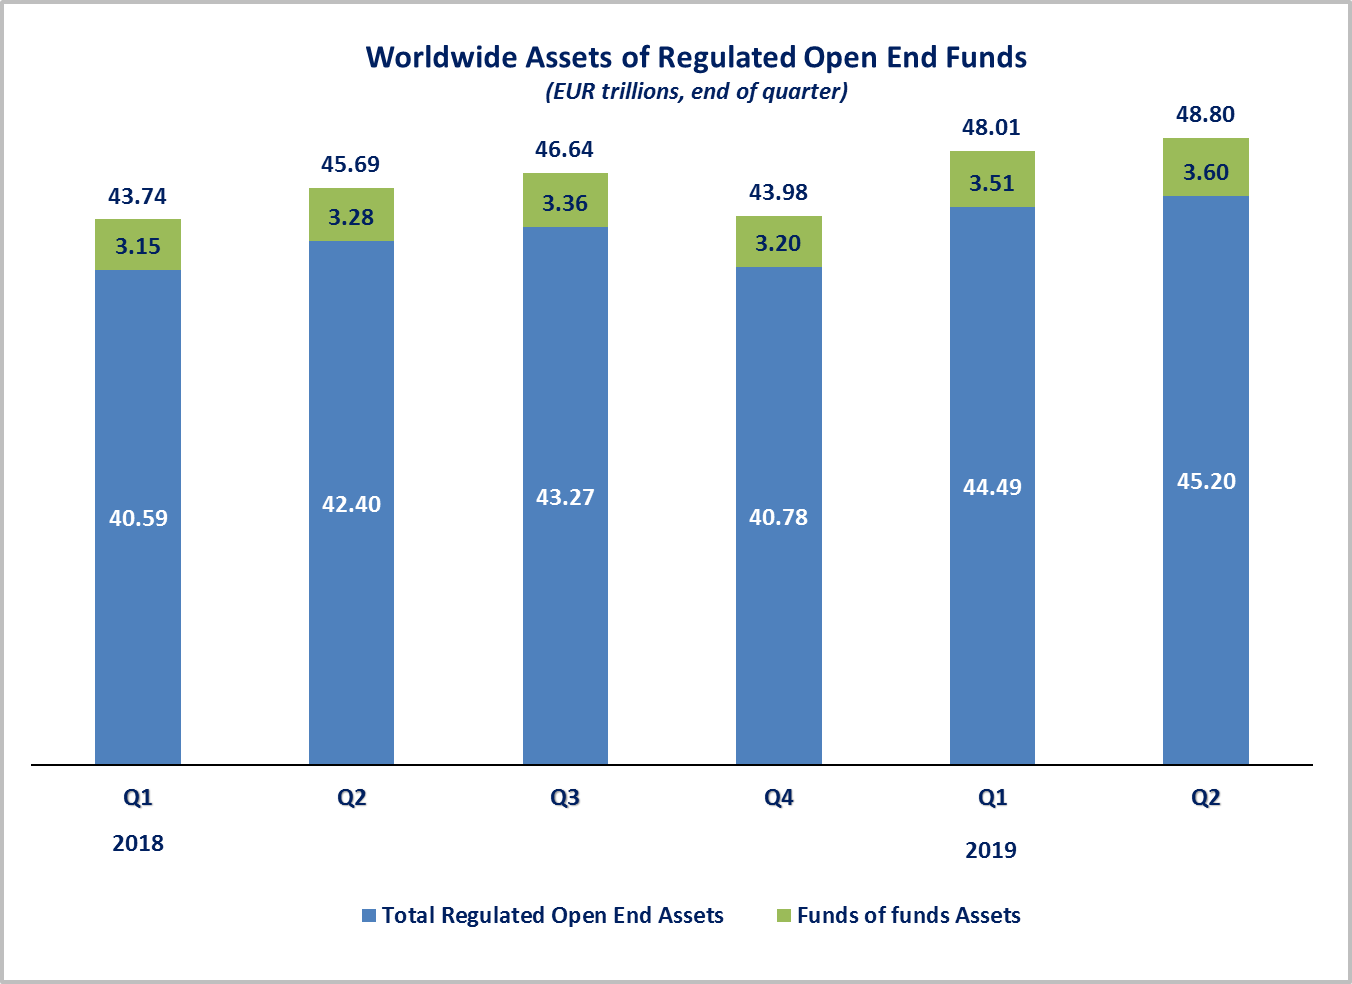 Worldwide Assets of Regulated Open End Funds
(EUR trillions, end of quarter)
43.74 45.69 46.64 43.98 48.01 48.80
3.15 3.28 3.36 3.20 3.51 3.60
40.59 42.40 43.27 40.78 44.49 45.20
Q1 Q2 Q3 Q4 Q1 Q2
2018 2019
Total Regulated Open End Assets Funds of funds Assets